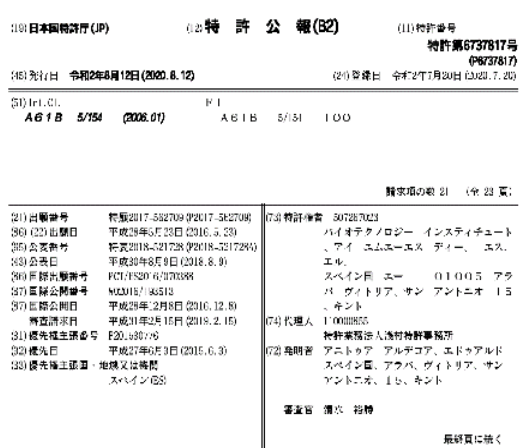 (19)日本国特許庁(JP)
(12)特 許 公 報(B2)
(11)特許番号
特許第6737817号
(P6737817)
(45)発行日 令和2年8月12日(2020.8.12)
(24)登録日 令和2年7月20日(2020.7.20)
(51)Int.Cl.
F I
A61B 5/154 (2006.01)
A61B 5/154 100
請求項の数 21 (全 23 頁)
(21)出願番号 特願2017-562709(P2017-562709)
(86)(22)出願日 平成28年5月23日(2016.5.23)
(65)公表番号 特表2018-521728(P2018-521728A)
(43)公表日 平成30年8月9日(2018.8.9)
(86)国際出願番号 PCT/ES2016/070388
(87)国際公開番号 WO2016/193513
(87)国際公開日 平成28年12月8日(2016.12.8)
審査請求日 平成31年2月15日(2019.2.15)
(31)優先権主張番号 P201530776
(32)優先日 平成27年6月3日(2015.6.3)
(33)優先権主張国・地域又は機関
スペイン(ES)
(73)特許権者 507267023
バイオテクノロジー インスティチュート
、アイ エムエーエス ディー、 エス.
エル.
スペイン国 エー 01005 アラ
バ ヴィトリア、サン アントニオ 15
、キント
(74)代理人 110000855
特許業務法人浅村特許事務所
(72)発明者 アニトゥア アルデコア、エドゥアルド
スペイン国、アラバ、ヴィトリア、サン
アントニオ、15、キント
審査官 清水 裕勝
最終頁に続く